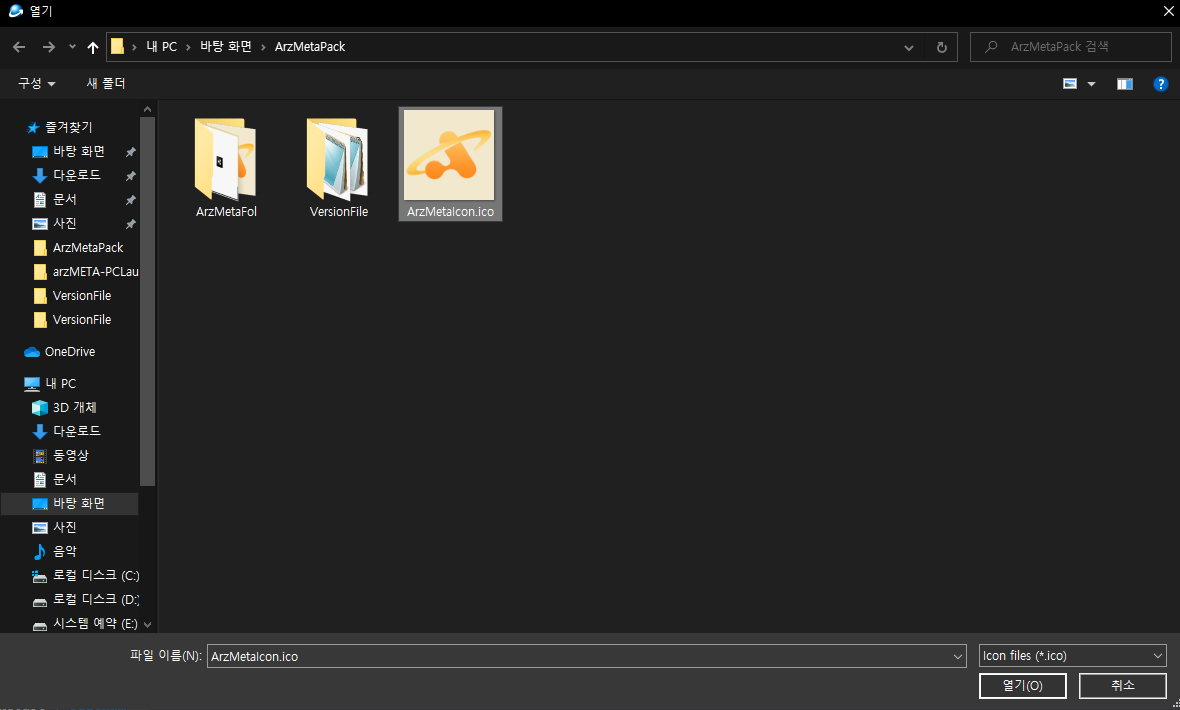 열기
내 PC › 바탕 화면 › ArzMetaPack
ArzMetaPack 검색
구성
새 폴더
즐겨찾기
바탕 화면
다운로드
문서
사진
ArzMetaPack
arzMETA-PCLau
VersionFile
VersionFile
OneDrive
내 PC
3D 개체
다운로드
동영상
문서
바탕 화면
사진
음악
로컬 디스크 (C:)
로컬 디스크 (D:)
시스템 예약 (E:)
ArzMetaFol
VersionFile
ArzMetaIcon.ico
파일 이름(N):
ArzMetaIcon.ico
Icon files (*.ico)
열기(O)
취소